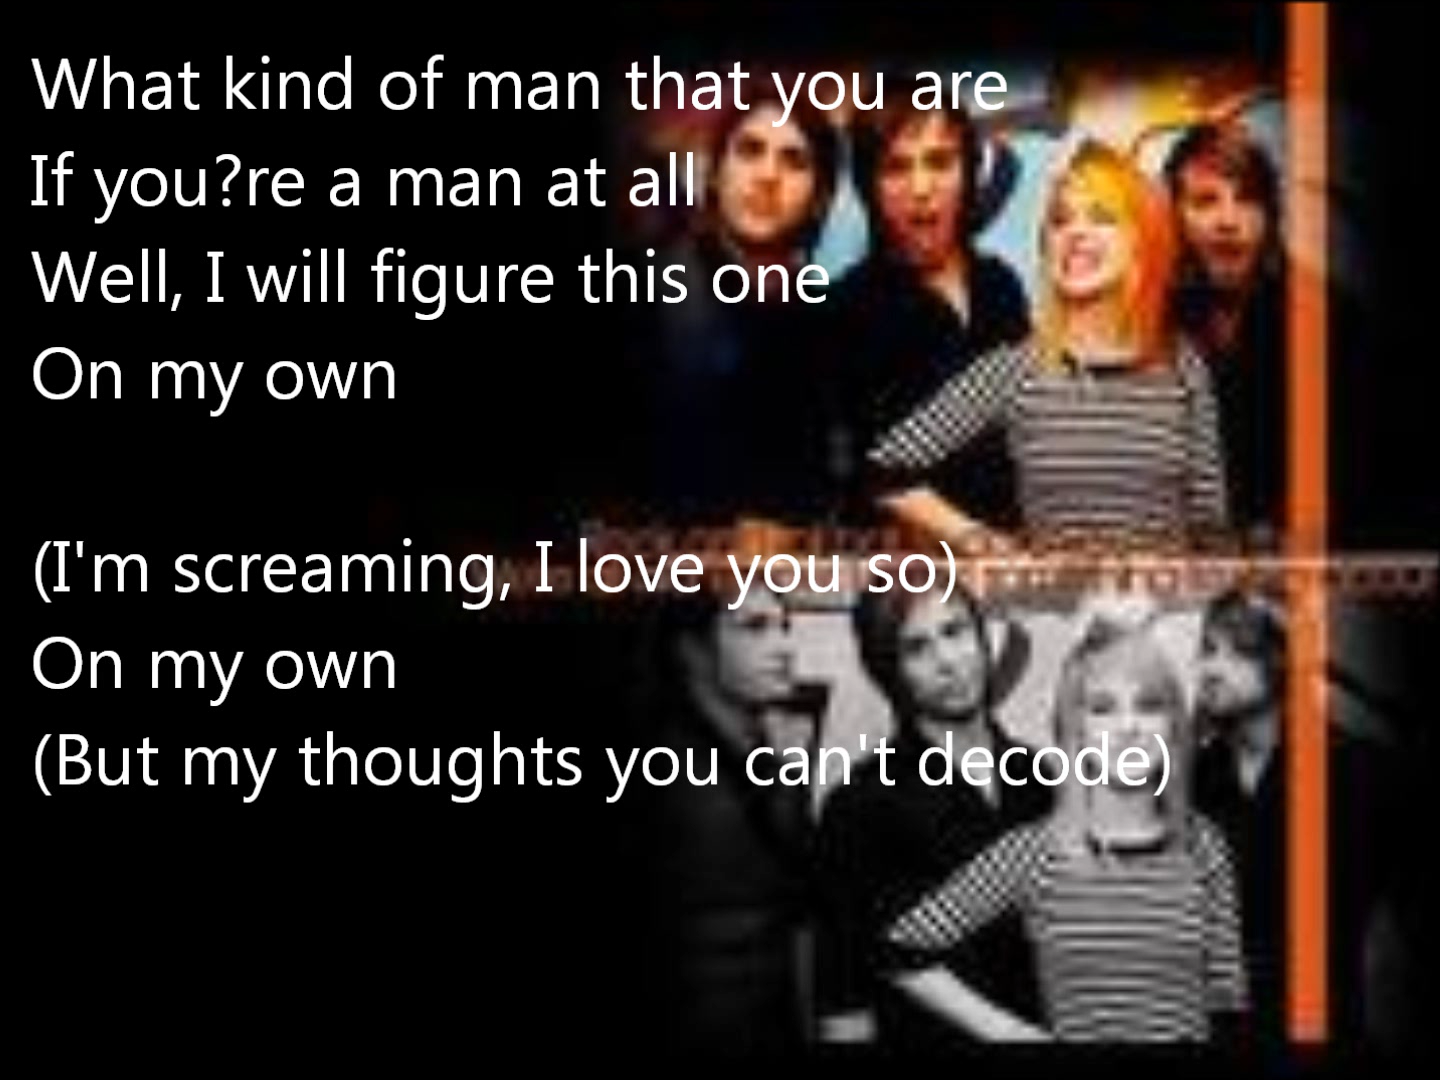 What kind of man that you are
If you?re a man at all
Well, I will figure this one
On my own
(I'm screaming, I love you so)
On my own
(But my thoughts you can't decode)